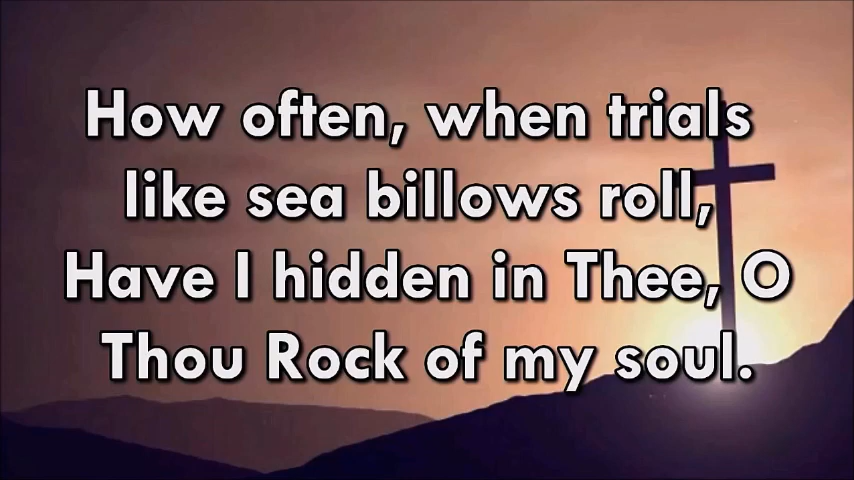 How often, when trials
like sea billows roll,
Have I hidden in Thee, O
Thou Rock of my soul.